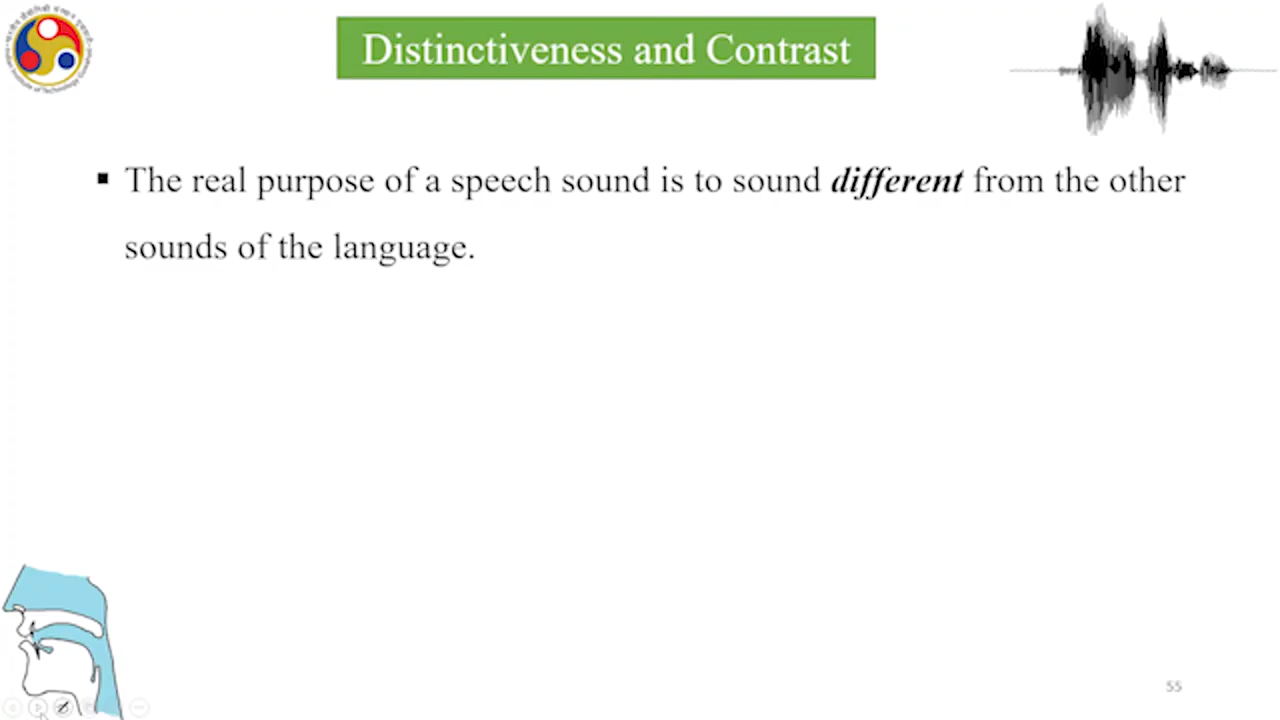 Distinctiveness and Contrast
▪ The real purpose of a speech sound is to sound different from the other
sounds of the language.
55